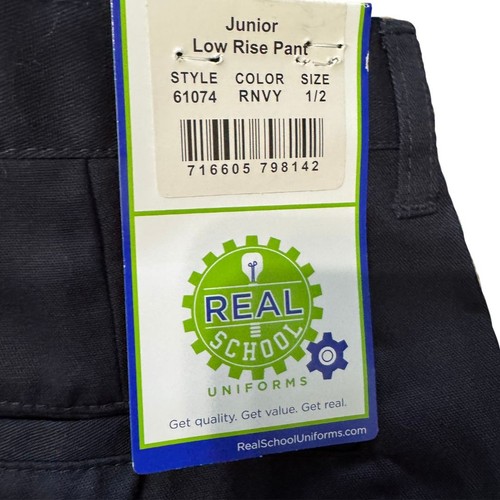 Junior
Low Rise Pant
STYLE COLOR SIZE
61074 RNVY 1/2
716605 798142
REAL
SCHOOL
UNIFORMS
Get quality. Get value. Get real.
RealSchoolUniforms.com